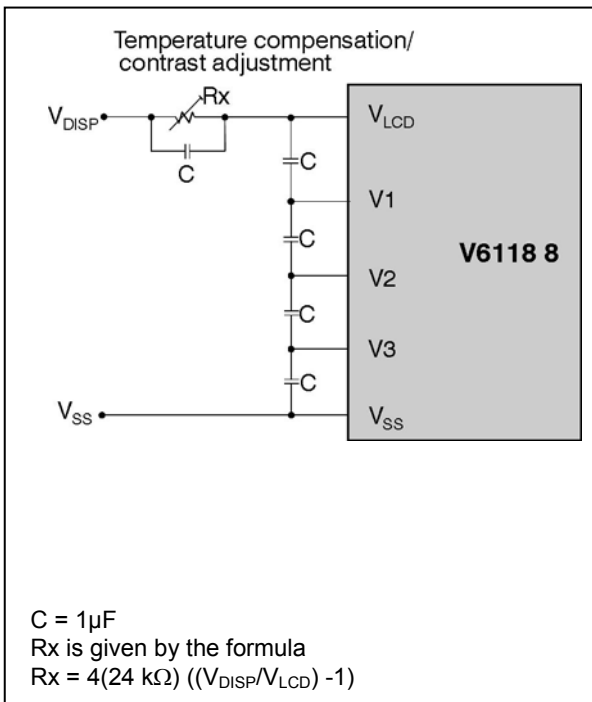 Temperature compensation/
contrast adjustment
Rx
V_DISP
C
V_LCD
C
V1
C
V6118 8
V2
C
V3
C
V_SS
V_SS
C = 1µF
Rx is given by the formula
Rx = 4(24 kΩ) ((V_DISP/V_LCD) -1)